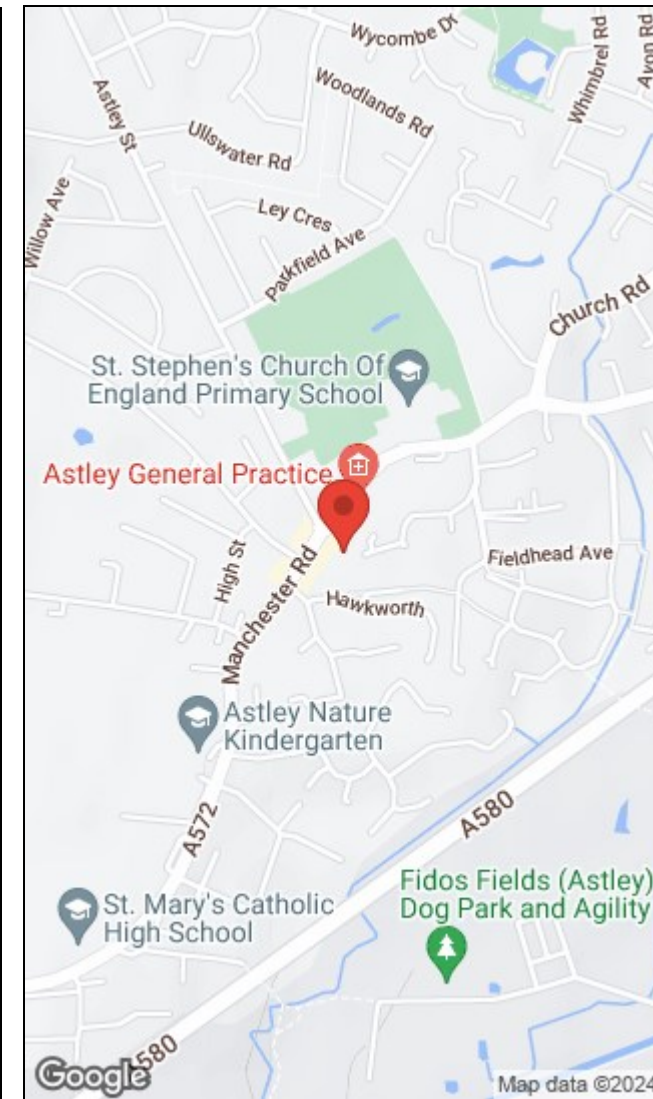 Wycombe Dr
Whimbrel Rd
Avon Rd
Woodlands Rd
Astley St
Ullswater Rd
Willow Ave
Ley Cres
Parkfield Ave
Church Rd
St. Stephen's Church Of
England Primary School
Astley General Practice
High St
Manchester Rd
Fieldhead Ave
Hawkworth
Astley Nature
Kindergarten
A580
A572
Fidos Fields (Astley)
Dog Park and Agility
St. Mary's Catholic
High School
A580
Google
Map data ©2024